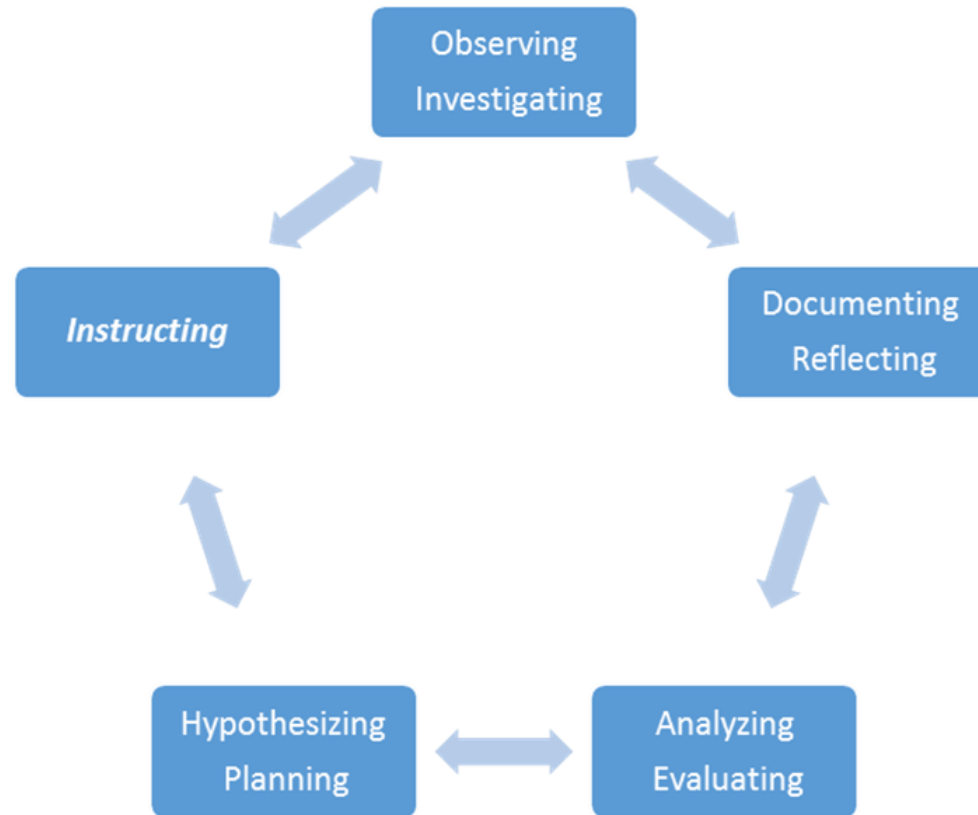 Observing
Investigating
Documenting
Reflecting
Analyzing
Evaluating
Hypothesizing
Planning
Instructing